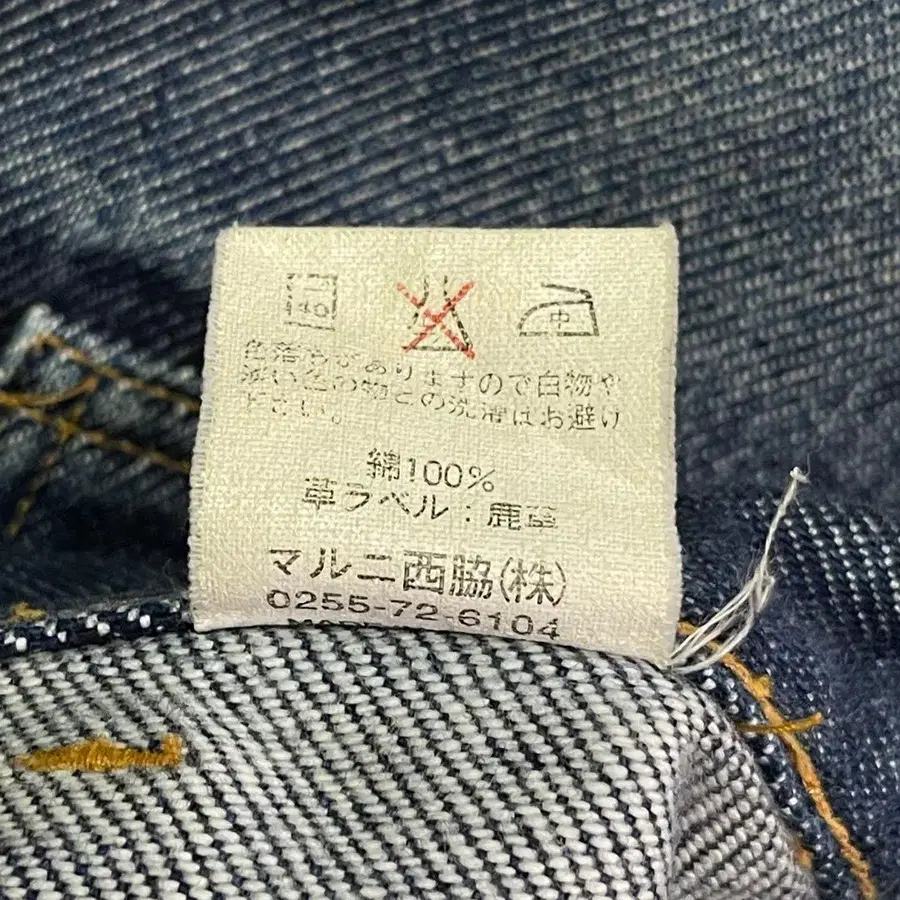 中
色落ちがありますので白物や
淡い色の物との洗濯はお避け
下さい。
綿100%
革ラベル：鹿革
マルニ西脇(株)
0255-72-6104